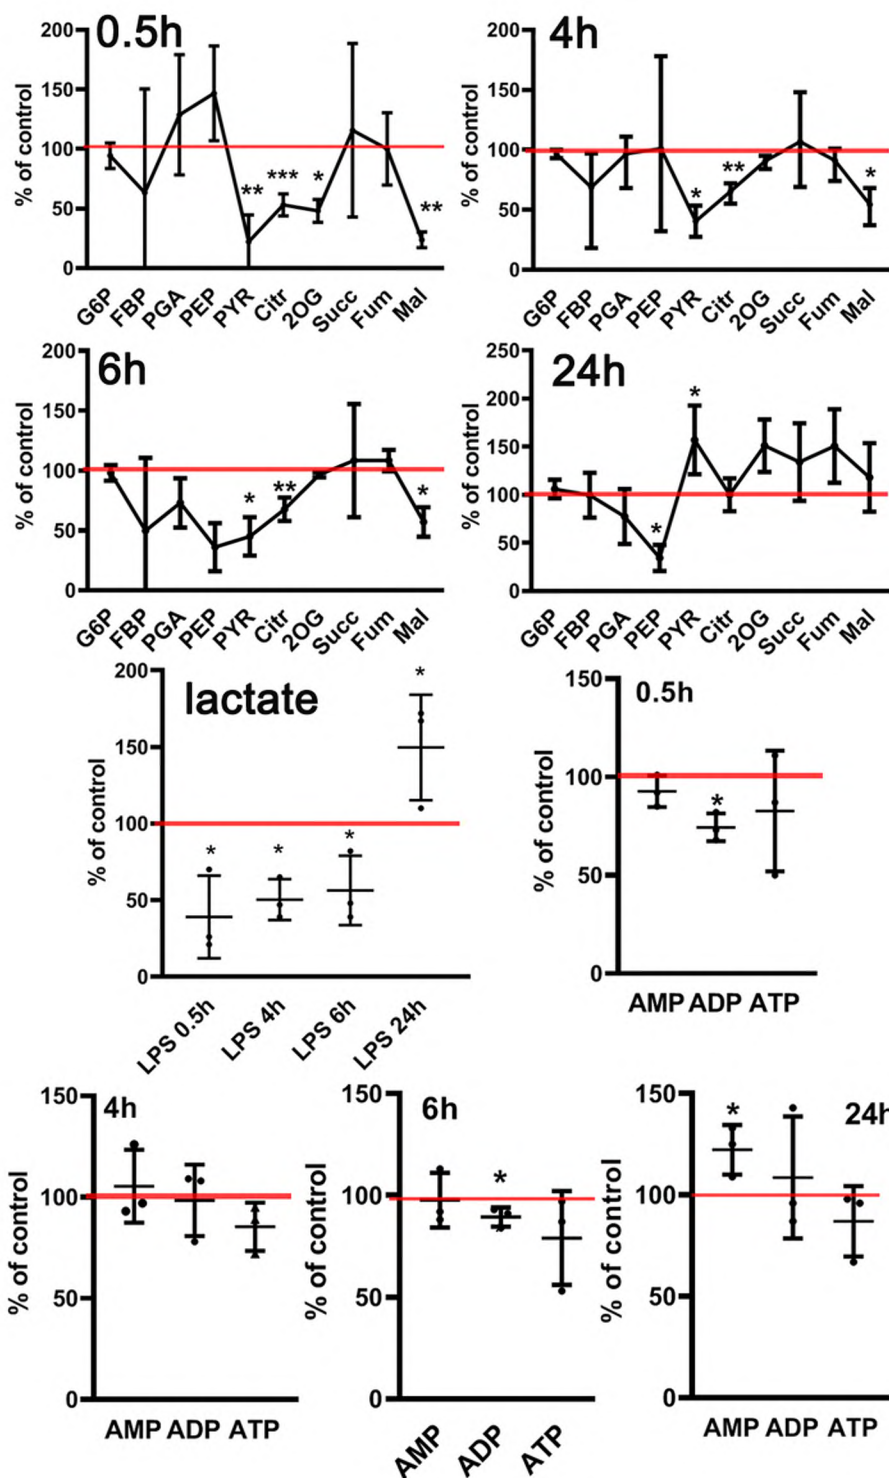 0.5h
% of control
200
150
100
50
0
** *** * **
G6P FBP PGA PEP PYR Citr 2OG Succ Fum Mal
4h
% of control
200
150
100
50
0
* ** *
G6P FBP PGA PEP PYR Citr 2OG Succ Fum Mal
6h
% of control
200
150
100
50
0
* ** *
G6P FBP PGA PEP PYR Citr 2OG Succ Fum Mal
24h
% of control
250
200
150
100
50
0
* *
G6P FBP PGA PEP PYR Citr 2OG Succ Fum Mal
lactate
% of control
200
150
100
50
0
* * * *
LPS 0.5h LPS 4h LPS 6h LPS 24h
0.5h
% of control
150
100
50
0
*
AMP ADP ATP
4h
% of control
150
100
50
0
AMP ADP ATP
6h
% of control
150
100
50
0
*
AMP ADP ATP
24h
% of control
150
100
50
0
*
AMP ADP ATP